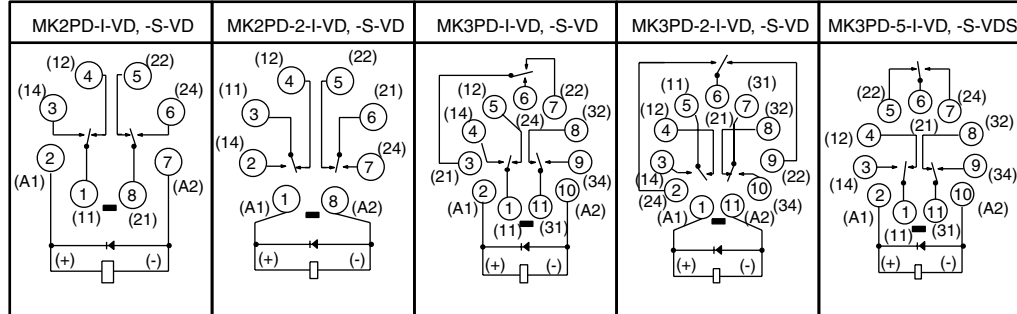 MK2PD-I-VD, -S-VD
MK2PD-2-I-VD, -S-VD
MK3PD-I-VD, -S-VD
MK3PD-2-I-VD, -S-VD
MK3PD-5-I-VD, -S-VDS
(12) 4 5 (22)
(14) 3 6 (24)
2 7
(A1) 1 8 (A2)
(11) (21)
(+) (-)
(12) 4 5 (22)
(11) 3 6 (21)
(14) 2 7 (24)
(A1) 1 8 (A2)
(+) (-)
6
(12) 5 7 (22)
(14) 4 (24) 8 (32)
3 9
(21) 2 10 (34)
(A1) 1 11 (A2)
(11) (31)
(+) (-)
6
(11) 5 7 (31)
(12) 4 (21) 8 (32)
3 9
(14) 2 10 (22)
(24) (34)
(A1) 1 11 (A2)
(+) (-)
(22) 5 6 7 (24)
(12) 4 (21) 8 (32)
3 9
(14) 2 10 (34)
(A1) 1 11 (A2)
(11) (31)
(+) (-)